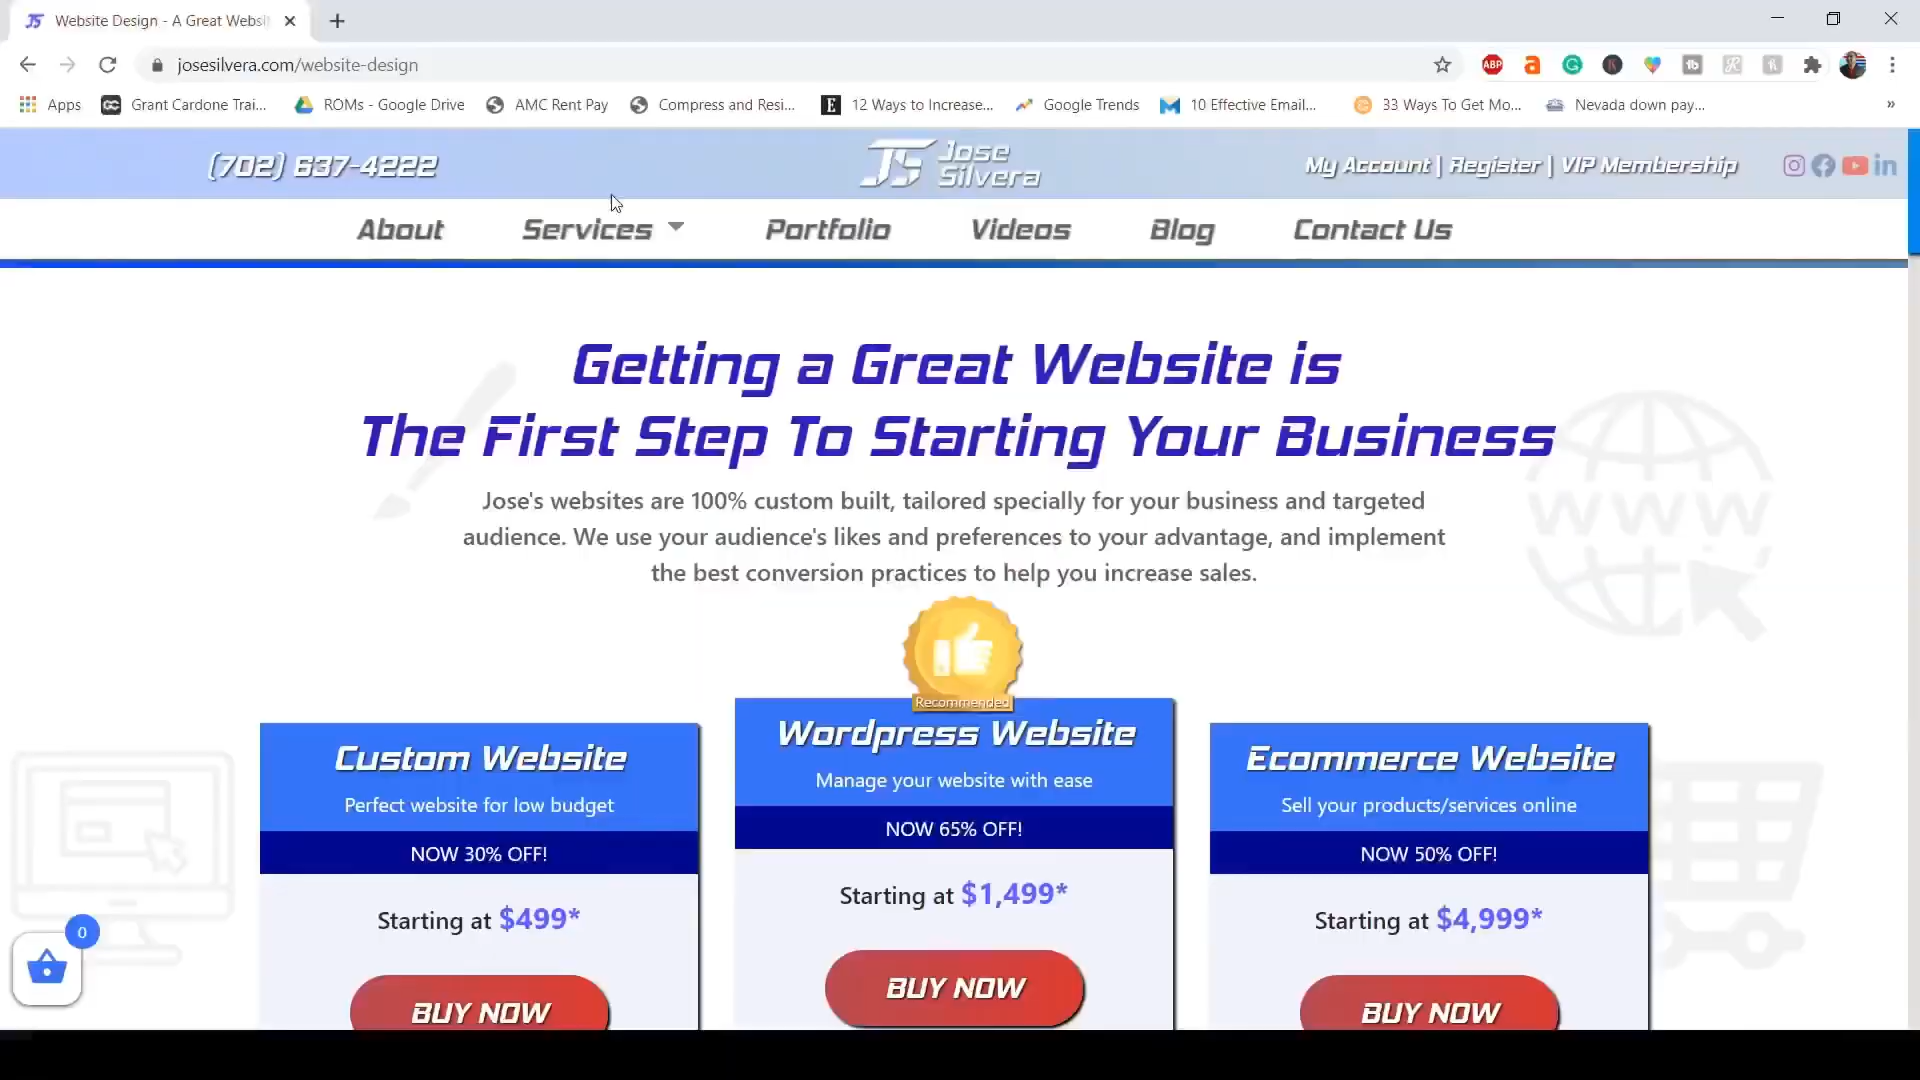 Website Design - A Great Websi
josesilvera.com/website-design
ABP
Apps
GC
Grant Cardone Trai...
ROMs - Google Drive
AMC Rent Pay
Compress and Resi...
E
12 Ways to Increase...
Google Trends
10 Effective Email...
33 Ways To Get Mo...
Nevada down pay...
»
(702) 637-4222
JS Jose
Silvera
My Account | Register | VIP Membership
About
Services
Portfolio
Videos
Blog
Contact Us
Getting a Great Website is
The First Step To Starting Your Business
Jose's websites are 100% custom built, tailored specially for your business and targeted
audience. We use your audience's likes and preferences to your advantage, and implement
the best conversion practices to help you increase sales.
WWW
Recommended
Custom Website
Perfect website for low budget
NOW 30% OFF!
Starting at $499*
BUY NOW
Wordpress Website
Manage your website with ease
NOW 65% OFF!
Starting at $1,499*
BUY NOW
Ecommerce Website
Sell your products/services online
NOW 50% OFF!
Starting at $4,999*
BUY NOW
0